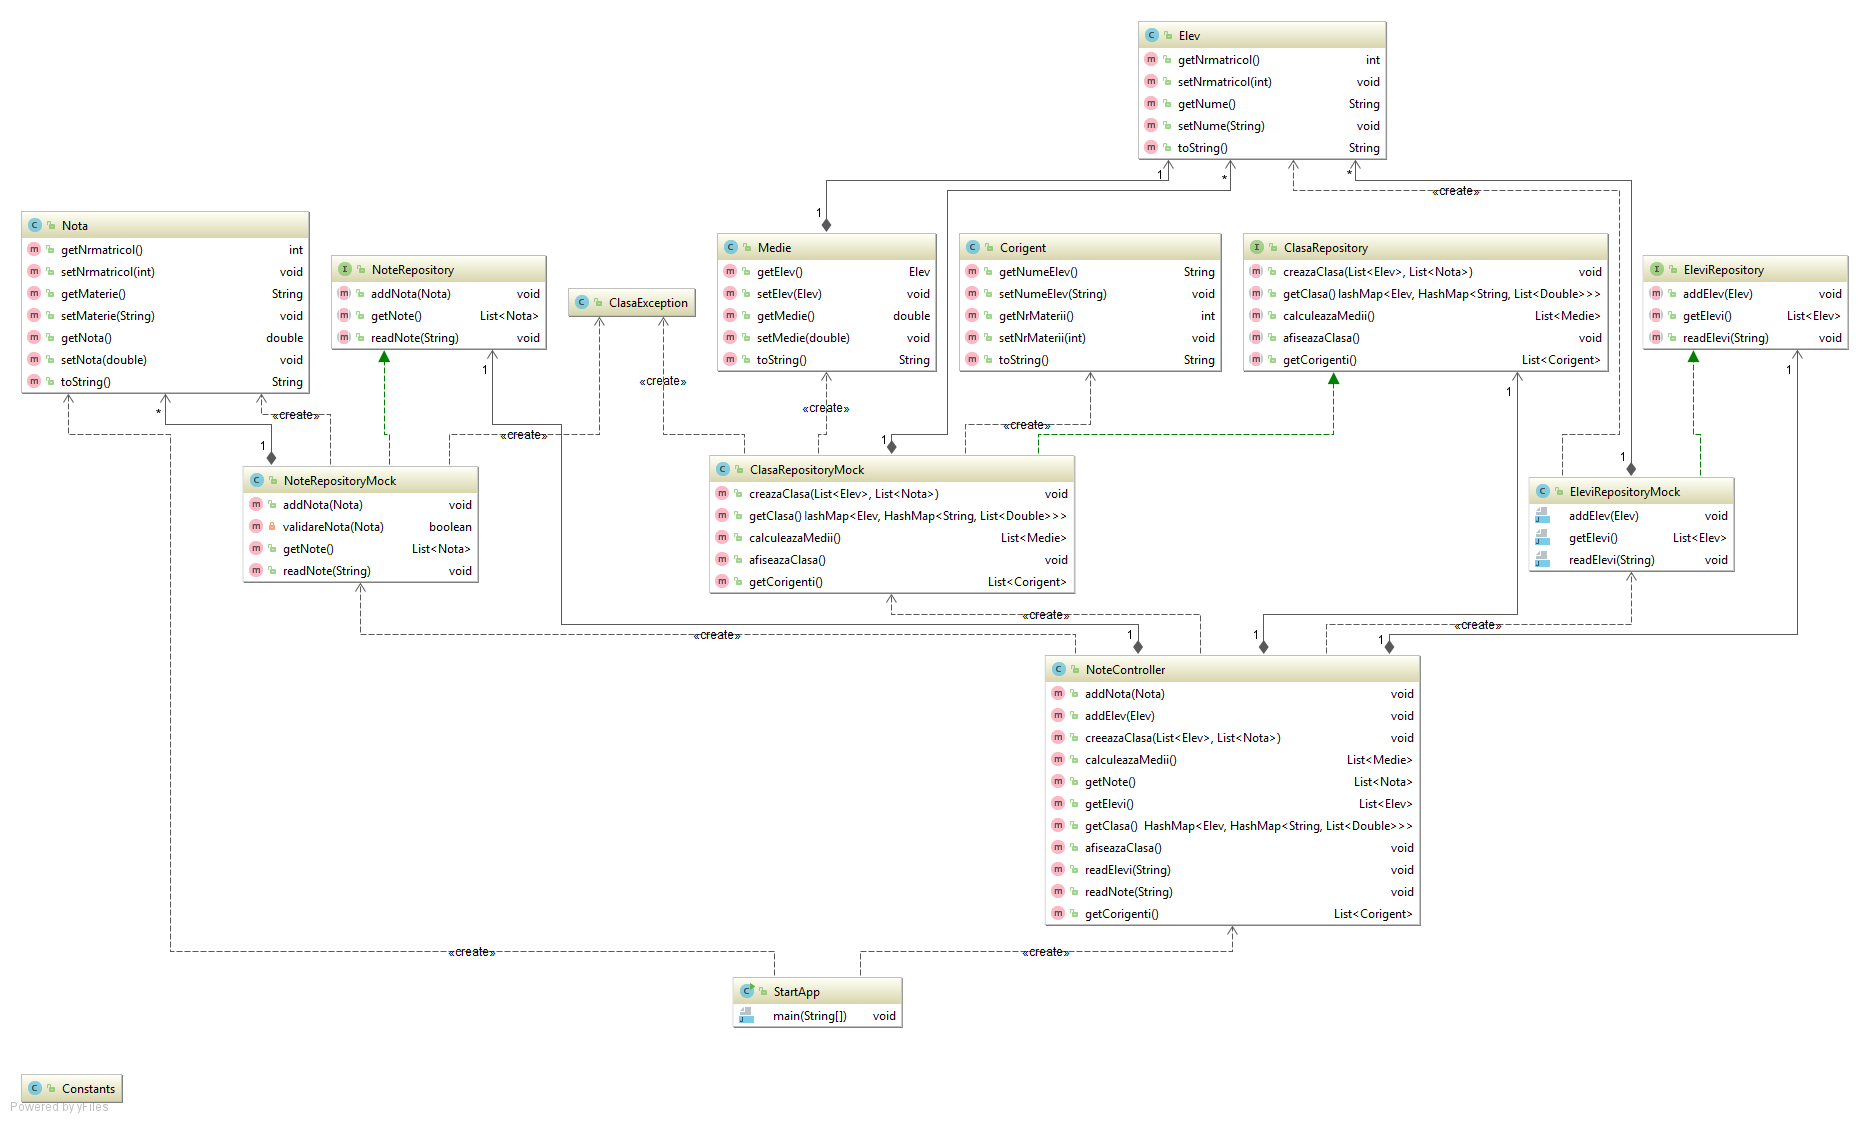 Elev
getNrmatricol() int
setNrmatricol(int) void
getNume() String
setNume(String) void
toString() String
1
*
*
«create»
1
Nota
getNrmatricol() int
setNrmatricol(int) void
getMaterie() String
setMaterie(String) void
getNota() double
setNota(double) void
toString() String
NoteRepository
addNota(Nota) void
getNote() List<Nota>
readNote(String) void
ClasaException
Medie
getElev() Elev
setElev(Elev) void
getMedie() double
setMedie(double) void
toString() String
Corigent
getNumeElev() String
setNumeElev(String) void
getNrMaterii() int
setNrMaterii(int) void
toString() String
ClasaRepository
creazaClasa(List<Elev>, List<Nota>) void
getClasa() lashMap<Elev, HashMap<String, List<Double>>>
calculeazaMedii() List<Medie>
afiseazaClasa() void
getCorigenti() List<Corigent>
EleviRepository
addElev(Elev) void
getElevi() List<Elev>
readElevi(String) void
1
«create»
1
1
*
«create»
«create»
«create»
«create»
1
1
1
NoteRepositoryMock
addNota(Nota) void
validareNota(Nota) boolean
getNote() List<Nota>
readNote(String) void
ClasaRepositoryMock
creazaClasa(List<Elev>, List<Nota>) void
getClasa() lashMap<Elev, HashMap<String, List<Double>>>
calculeazaMedii() List<Medie>
afiseazaClasa() void
getCorigenti() List<Corigent>
EleviRepositoryMock
addElev(Elev) void
getElevi() List<Elev>
readElevi(String) void
«create»
«create»
«create»
1
1
1
NoteController
addNota(Nota) void
addElev(Elev) void
creeazaClasa(List<Elev>, List<Nota>) void
calculeazaMedii() List<Medie>
getNote() List<Nota>
getElevi() List<Elev>
getClasa() HashMap<Elev, HashMap<String, List<Double>>>
afiseazaClasa() void
readElevi(String) void
readNote(String) void
getCorigenti() List<Corigent>
«create»
«create»
StartApp
main(String[]) void
Constants
Powered by yFiles